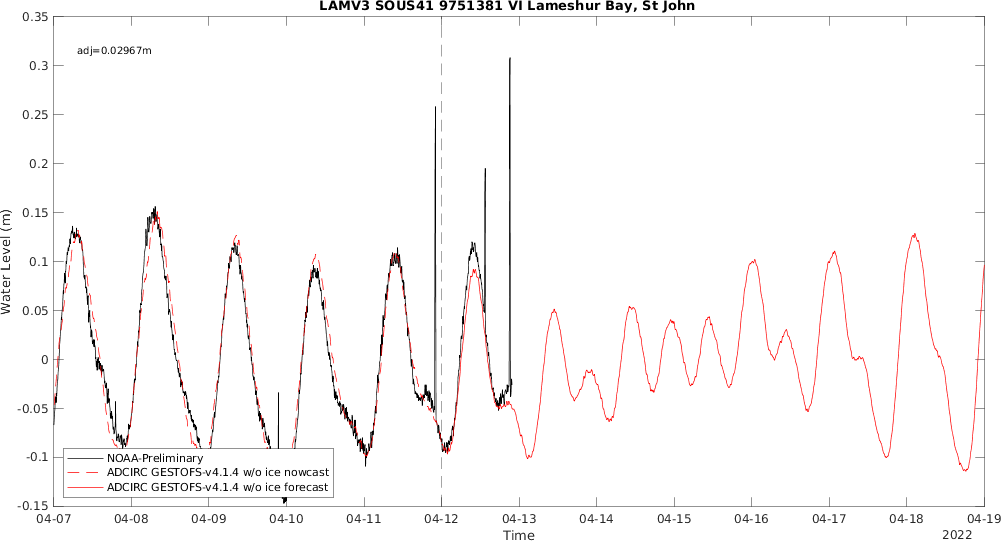 LAMV3 SOUS41 9751381 VI Lameshur Bay, St John
adj=0.02967m
0.35
0.3
0.25
0.2
0.15
0.1
0.05
0
-0.05
-0.1
-0.15
Water Level (m)
NOAA-Preliminary
ADCIRC GESTOFS-v4.1.4 w/o ice nowcast
ADCIRC GESTOFS-v4.1.4 w/o ice forecast
04-07 04-08 04-09 04-10 04-11 04-12 04-13 04-14 04-15 04-16 04-17 04-18 04-19
Time
2022